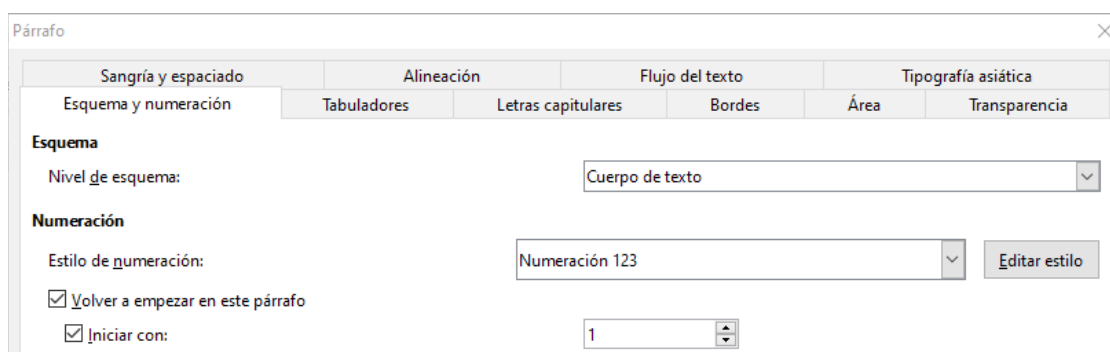 Párrafo
Sangría y espaciado Alineación Flujo del texto Tipografía asiática
Esquema y numeración Tabuladores Letras capitulares Bordes Área Transparencia
Esquema
Nivel de esquema: Cuerpo de texto
Numeración
Estilo de numeración: Numeración 123 Editar estilo
Volver a empezar en este párrafo
Iniciar con: 1